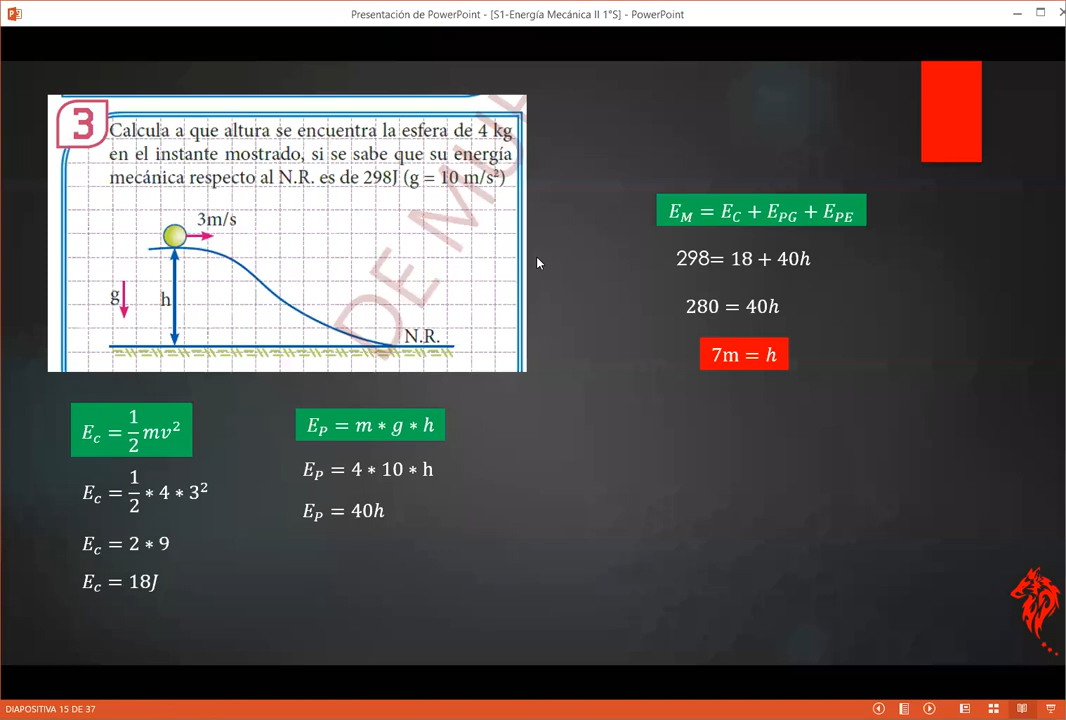 Presentación de PowerPoint - [S1-Energía Mecánica II 1°S] - PowerPoint
3
Calcula a que altura se encuentra la esfera de 4 kg
en el instante mostrado, si se sabe que su energía
mecánica respecto al N.R. es de 298J (g = 10 m/s²)
3m/s
g
h
N.R.
DE MUE
E_M = E_C + E_PG + E_PE
298= 18 + 40h
280 = 40h
7m = h
E_c = 1/2 mv²
E_c = 1/2 * 4 * 3²
E_c = 2 * 9
E_c = 18J
E_P = m * g * h
E_P = 4 * 10 * h
E_P = 40h
DIAPOSITIVA 15 DE 37